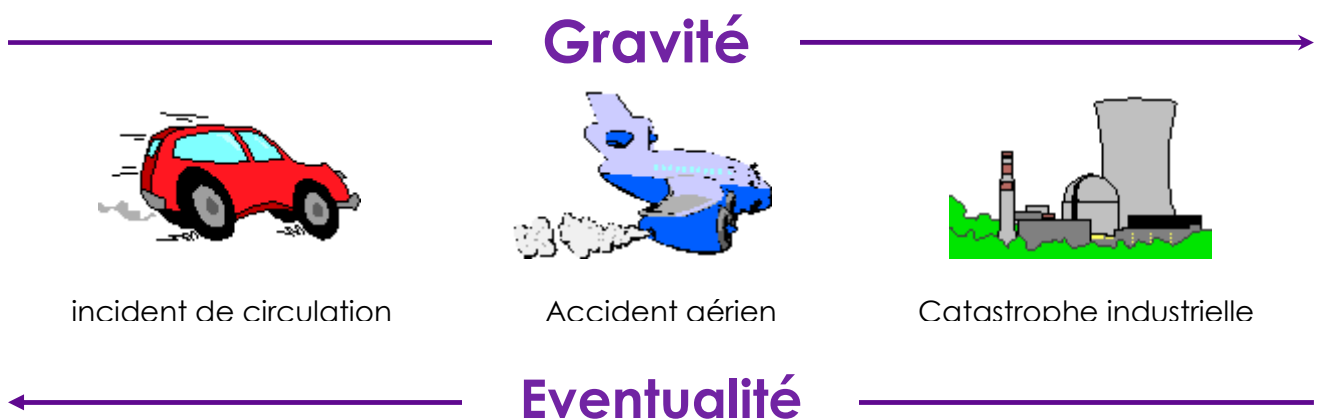 Gravité
incident de circulation
Accident aérien
Catastrophe industrielle
Eventualité